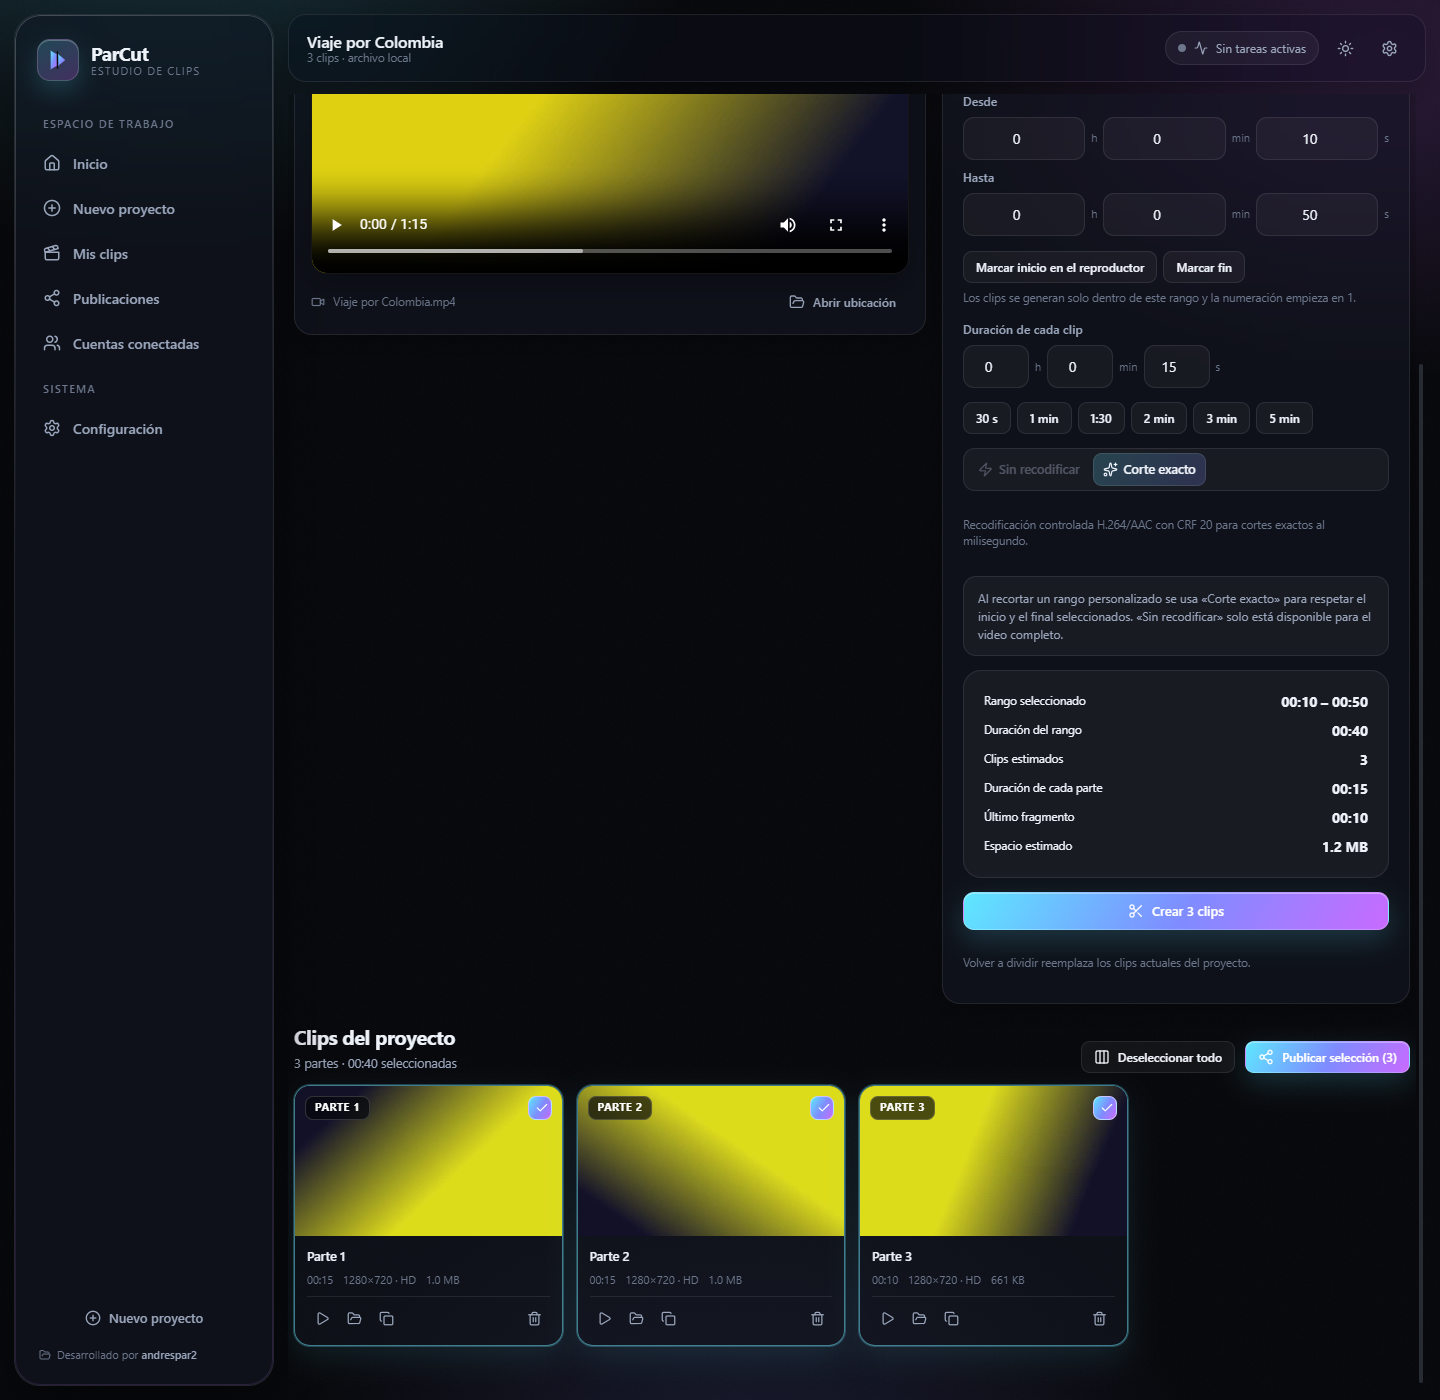 ParCut
ESTUDIO DE CLIPS
ESPACIO DE TRABAJO
Inicio
Nuevo proyecto
Mis clips
Publicaciones
Cuentas conectadas
SISTEMA
Configuración
Nuevo proyecto
Desarrollado por andrespar2
Viaje por Colombia
3 clips · archivo local
Sin tareas activas
0:00 / 1:15
Viaje por Colombia.mp4
Abrir ubicación
Desde
0 h 0 min 10 s
Hasta
0 h 0 min 50 s
Marcar inicio en el reproductor Marcar fin
Los clips se generan solo dentro de este rango y la numeración empieza en 1.
Duración de cada clip
0 h 0 min 15 s
30 s 1 min 1:30 2 min 3 min 5 min
Sin recodificar Corte exacto
Recodificación controlada H.264/AAC con CRF 20 para cortes exactos al
milisegundo.
Al recortar un rango personalizado se usa «Corte exacto» para respetar el
inicio y el final seleccionados. «Sin recodificar» solo está disponible para el
video completo.
Rango seleccionado 00:10 – 00:50
Duración del rango 00:40
Clips estimados 3
Duración de cada parte 00:15
Último fragmento 00:10
Espacio estimado 1.2 MB
Crear 3 clips
Volver a dividir reemplaza los clips actuales del proyecto.
Clips del proyecto
3 partes · 00:40 seleccionadas
Deseleccionar todo
Publicar selección (3)
PARTE 1
Parte 1
00:15 1280×720 · HD 1.0 MB
PARTE 2
Parte 2
00:15 1280×720 · HD 1.0 MB
PARTE 3
Parte 3
00:10 1280×720 · HD 661 KB